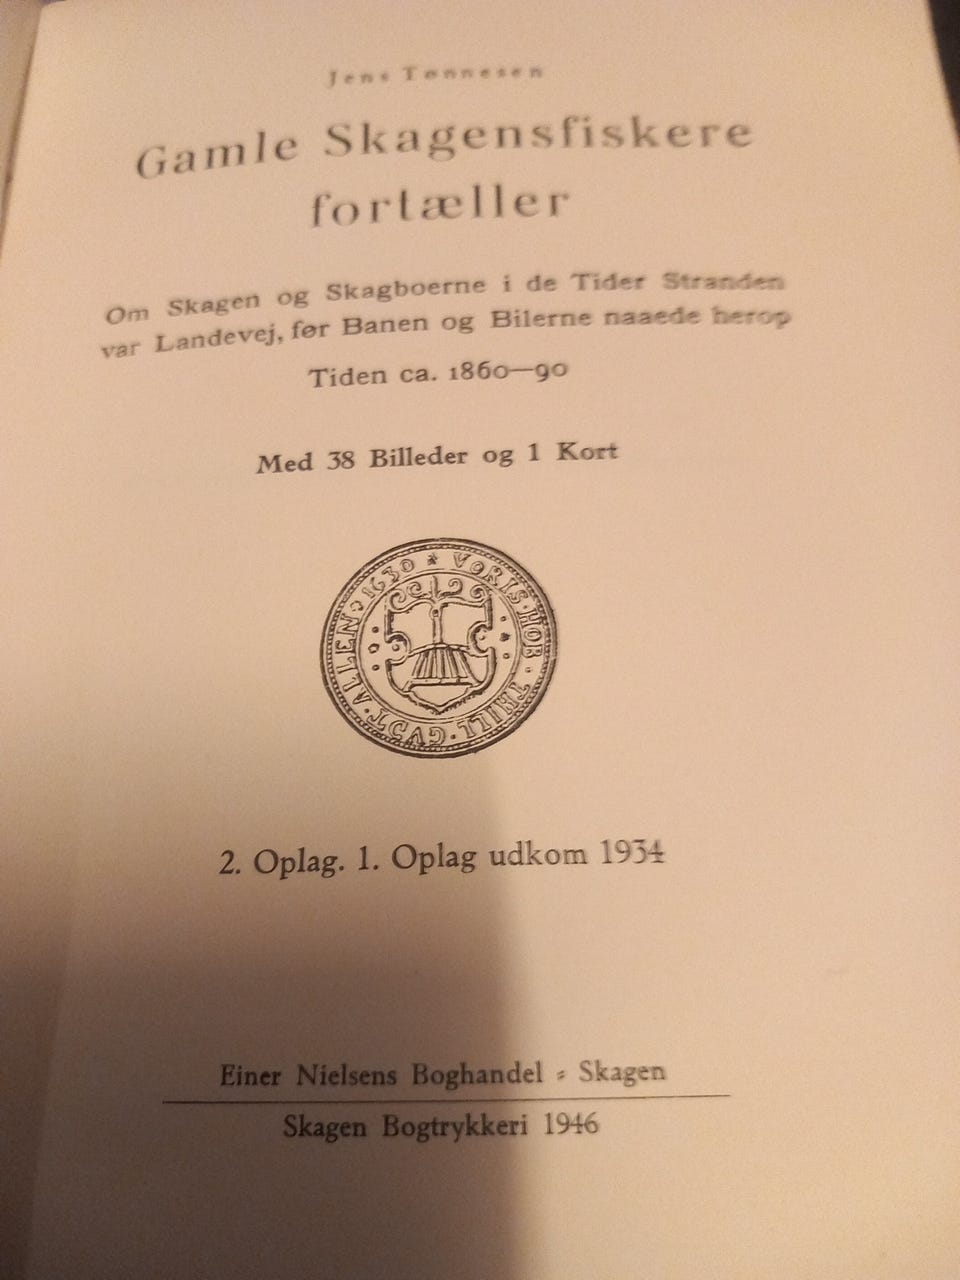 Jens Tønnesen
Gamle Skagensfiskere
fortæller
Om Skagen og Skagboerne i de Tider Stranden
var Landevej, før Banen og Bilerne naaede herop
Tiden ca. 1860—90
Med 38 Billeder og 1 Kort
1630 * VORIS · HOB · THILL · GVDT · ALLEN
2. Oplag. 1. Oplag udkom 1934
Einer Nielsens Boghandel - Skagen
Skagen Bogtrykkeri 1946